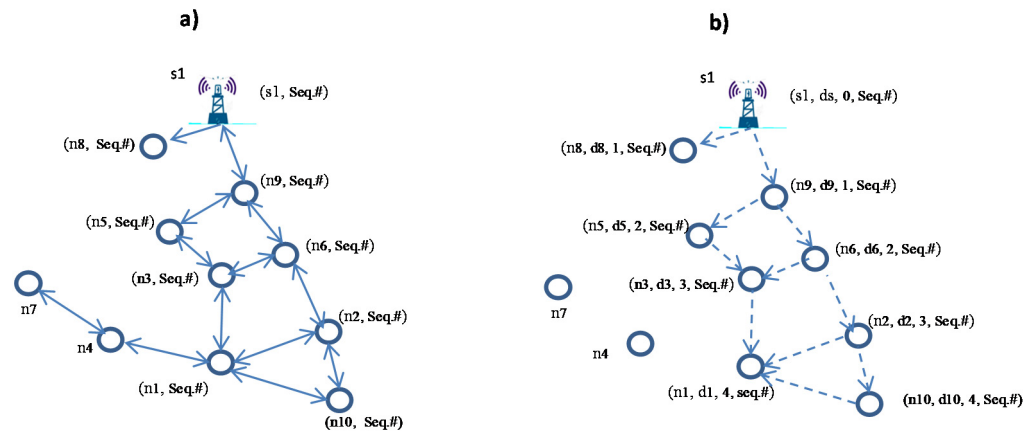 a)
s1
(s1, Seq.#)
(n8, Seq.#)
(n9, Seq.#)
(n5, Seq.#)
(n6, Seq.#)
(n3, Seq.#)
n7
(n2, Seq.#)
n4
(n1, Seq.#)
(n10, Seq.#)
b)
s1
(s1, ds, 0, Seq.#)
(n8, d8, 1, Seq.#)
(n9, d9, 1, Seq.#)
(n5, d5, 2, Seq.#)
(n6, d6, 2, Seq.#)
(n3, d3, 3, Seq.#)
n7
(n2, d2, 3, Seq.#)
n4
(n1, d1, 4, seq.#)
(n10, d10, 4, Seq.#)